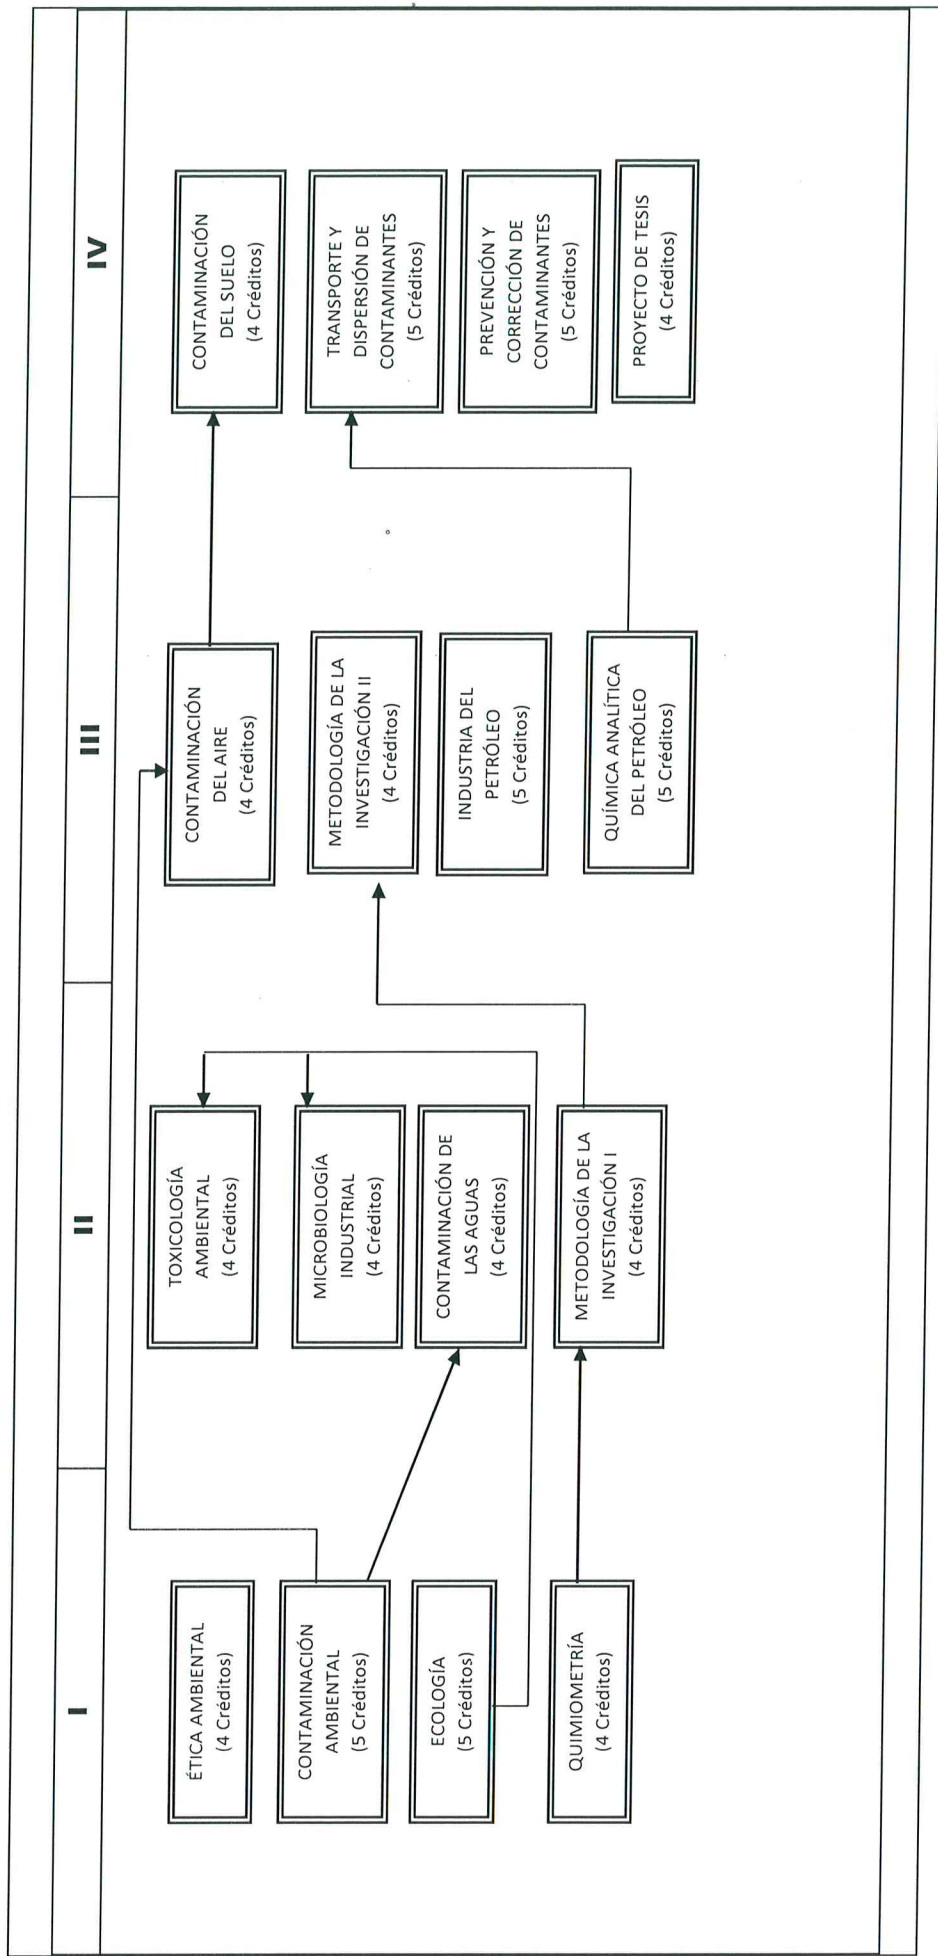 I
II
III
IV
ÉTICA AMBIENTAL
(4 Créditos)
CONTAMINACIÓN
AMBIENTAL
(5 Créditos)
ECOLOGÍA
(5 Créditos)
QUIMIOMETRÍA
(4 Créditos)
TOXICOLOGÍA
AMBIENTAL
(4 Créditos)
MICROBIOLOGÍA
INDUSTRIAL
(4 Créditos)
CONTAMINACIÓN DE
LAS AGUAS
(4 Créditos)
METODOLOGÍA DE LA
INVESTIGACIÓN I
(4 Créditos)
CONTAMINACIÓN
DEL AIRE
(4 Créditos)
METODOLOGÍA DE LA
INVESTIGACIÓN II
(4 Créditos)
INDUSTRIA DEL
PETRÓLEO
(5 Créditos)
QUÍMICA ANALÍTICA
DEL PETRÓLEO
(5 Créditos)
CONTAMINACIÓN
DEL SUELO
(4 Créditos)
TRANSPORTE Y
DISPERSIÓN DE
CONTAMINANTES
(5 Créditos)
PREVENCIÓN Y
CORRECCIÓN DE
CONTAMINANTES
(5 Créditos)
PROYECTO DE TESIS
(4 Créditos)